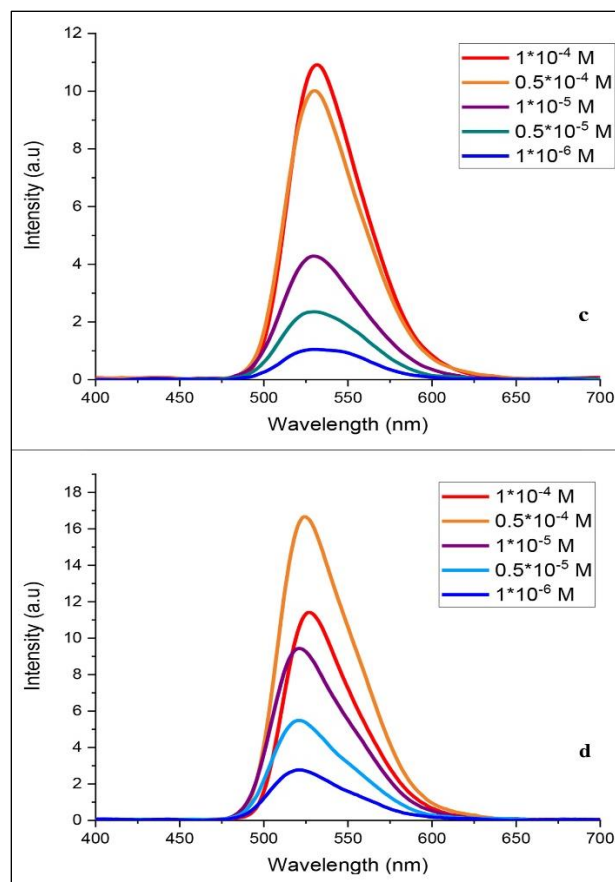 12
10
8
6
4
2
0
Intensity (a.u)
1*10⁻⁴ M
0.5*10⁻⁴ M
1*10⁻⁵ M
0.5*10⁻⁵ M
1*10⁻⁶ M
c
400 450 500 550 600 650 700
Wavelength (nm)
18
16
14
12
10
8
6
4
2
0
Intensity (a.u)
1*10⁻⁴ M
0.5*10⁻⁴ M
1*10⁻⁵ M
0.5*10⁻⁵ M
1*10⁻⁶ M
d
400 450 500 550 600 650 700
Wavelength (nm)